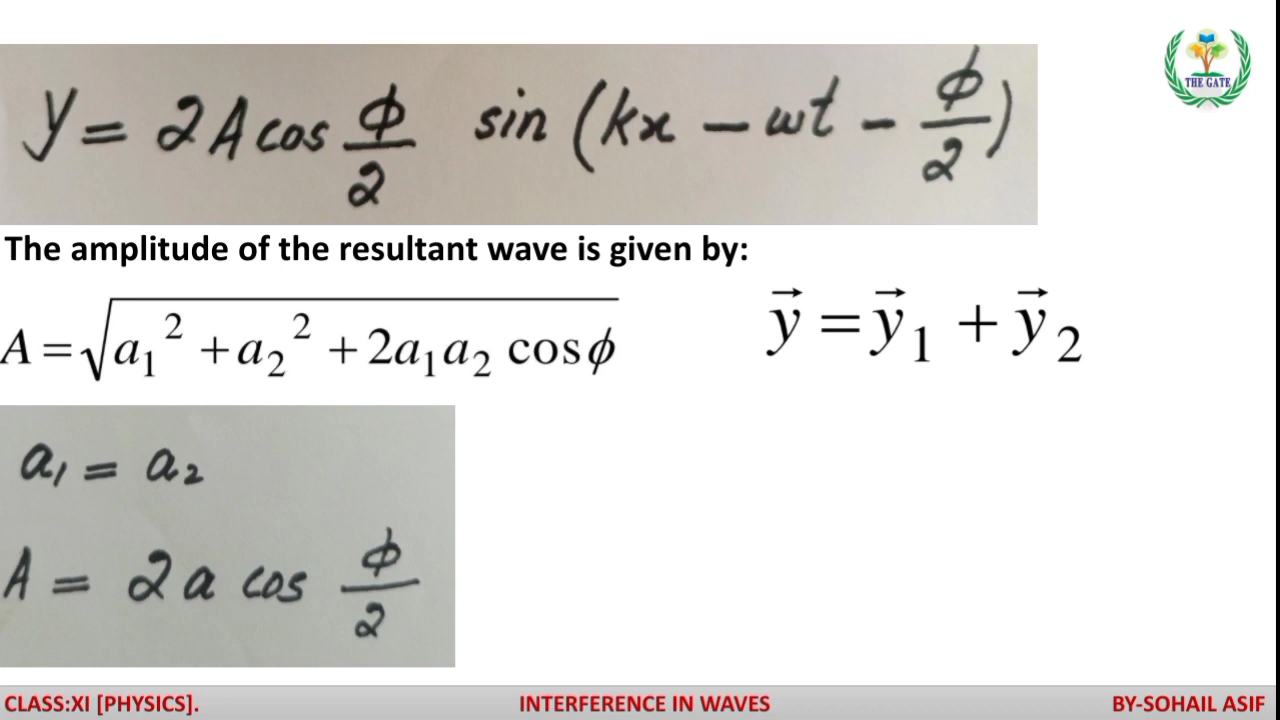 THE GATE
y = 2A cos ϕ/2 sin (kx − ωt − ϕ/2)
The amplitude of the resultant wave is given by:
A = √(a₁² + a₂² + 2a₁a₂ cos ϕ)
y⃗ = y⃗₁ + y⃗₂
a₁ = a₂
A = 2a cos ϕ/2
CLASS:XI [PHYSICS].
INTERFERENCE IN WAVES
BY-SOHAIL ASIF